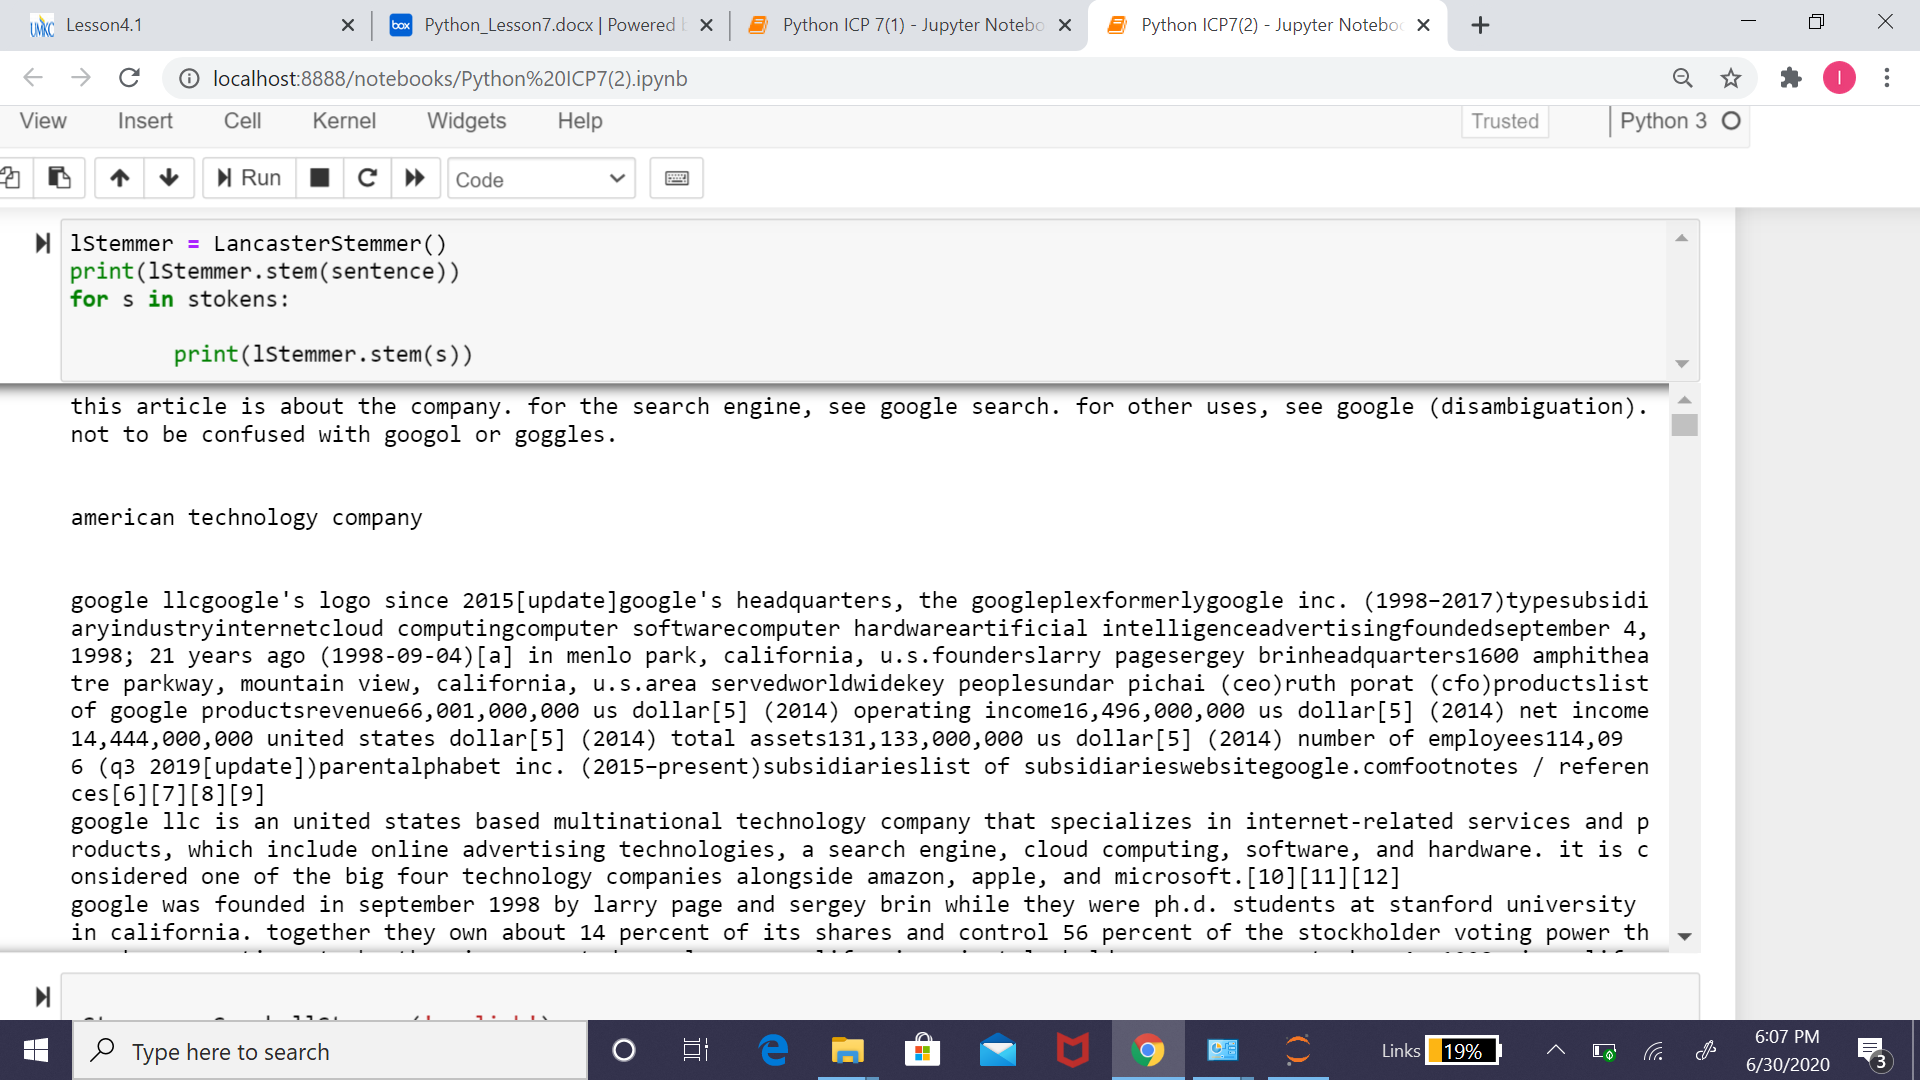 Lesson4.1
Python_Lesson7.docx | Powered
Python ICP 7(1) - Jupyter Notebo
Python ICP7(2) - Jupyter Notebo
localhost:8888/notebooks/Python%20ICP7(2).ipynb
View Insert Cell Kernel Widgets Help Trusted Python 3
Run Code
lStemmer = LancasterStemmer()
print(lStemmer.stem(sentence))
for s in stokens:
print(lStemmer.stem(s))
this article is about the company. for the search engine, see google search. for other uses, see google (disambiguation).
not to be confused with googol or goggles.
american technology company
google llcgoogle's logo since 2015[update]google's headquarters, the googleplexformerlygoogle inc. (1998–2017)typesubsidi
aryindustryinternetcloud computingcomputer softwarecomputer hardwareartificial intelligenceadvertisingfoundedseptember 4,
1998; 21 years ago (1998-09-04)[a] in menlo park, california, u.s.founderslarry pagesergey brinheadquarters1600 amphithea
tre parkway, mountain view, california, u.s.area servedworldwidekey peoplesundar pichai (ceo)ruth porat (cfo)productslist
of google productsrevenue66,001,000,000 us dollar[5] (2014) operating income16,496,000,000 us dollar[5] (2014) net income
14,444,000,000 united states dollar[5] (2014) total assets131,133,000,000 us dollar[5] (2014) number of employees114,09
6 (q3 2019[update])parentalphabet inc. (2015–present)subsidiarieslist of subsidiarieswebsitegoogle.comfootnotes / referen
ces[6][7][8][9]
google llc is an united states based multinational technology company that specializes in internet-related services and p
roducts, which include online advertising technologies, a search engine, cloud computing, software, and hardware. it is c
onsidered one of the big four technology companies alongside amazon, apple, and microsoft.[10][11][12]
google was founded in september 1998 by larry page and sergey brin while they were ph.d. students at stanford university
in california. together they own about 14 percent of its shares and control 56 percent of the stockholder voting power th
Type here to search
Links 19%
6:07 PM
6/30/2020
3